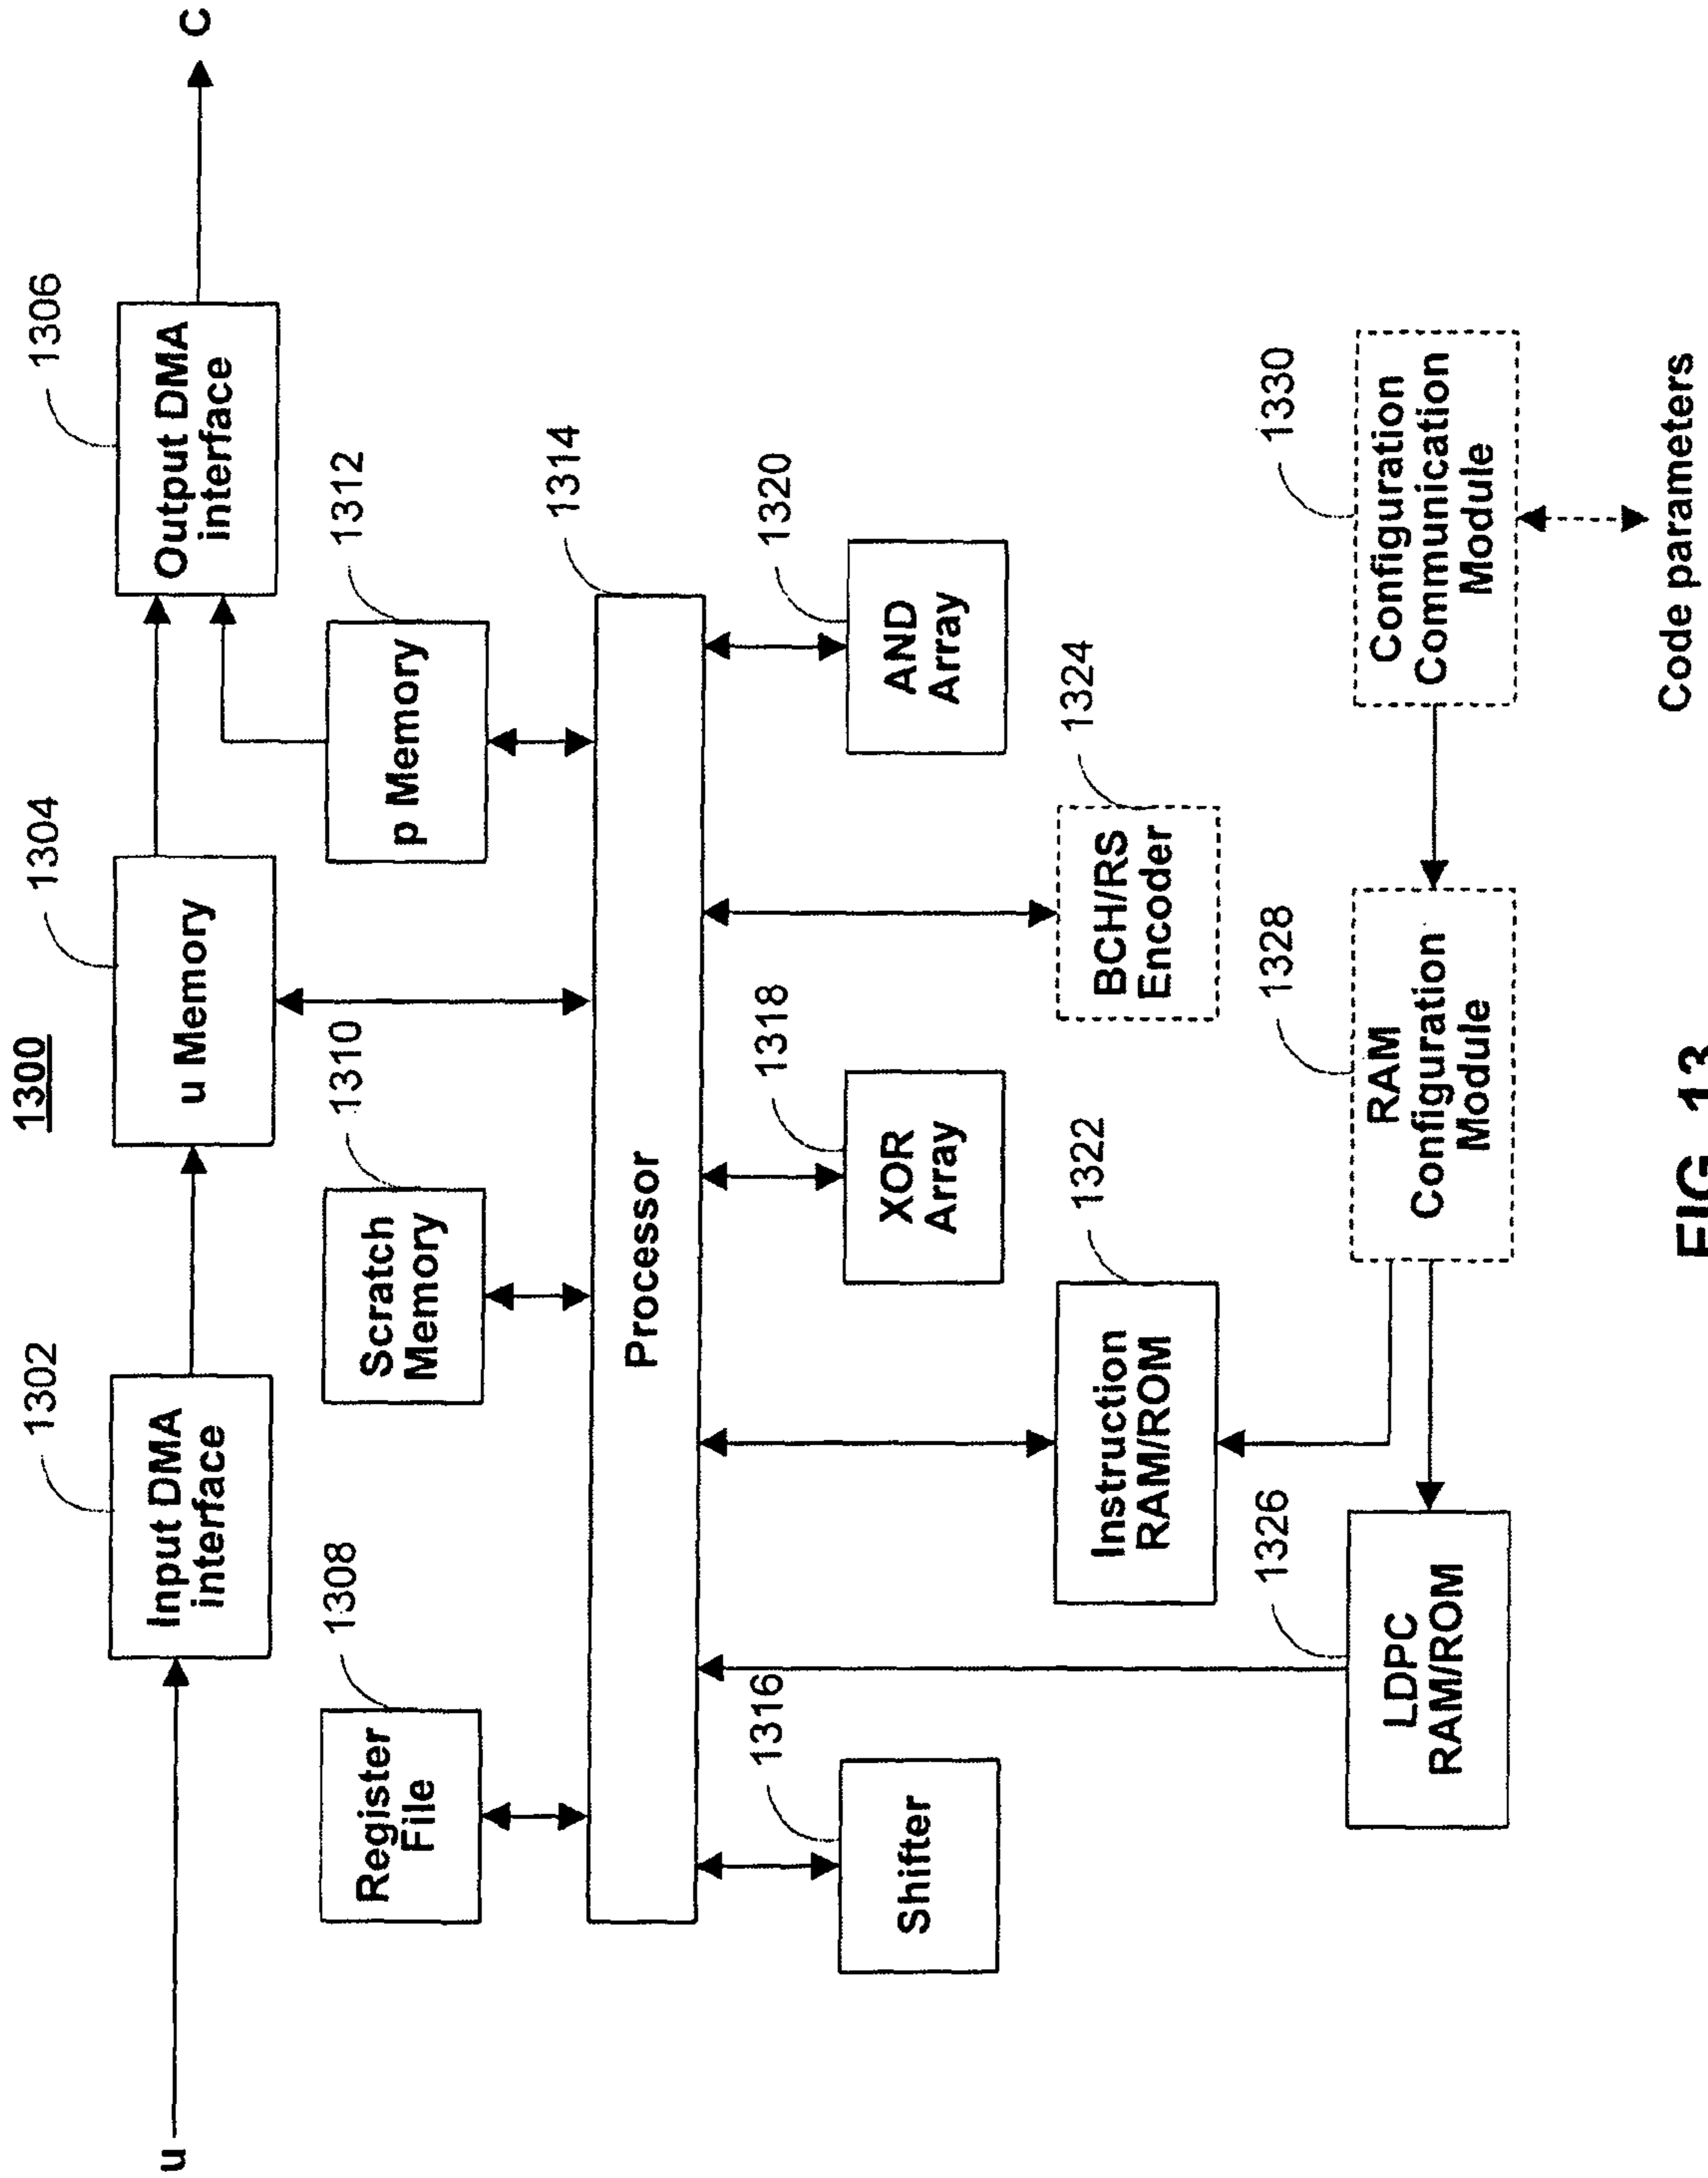 1300
1302
1304
1306
u
Input DMA
interface
u Memory
Output DMA
interface
C
1308
1310
1312
Register
File
Scratch
Memory
p Memory
1314
Processor
1316
1318
1320
Shifter
XOR
Array
AND
Array
1322
1324
Instruction
RAM/ROM
BCH/RS
Encoder
1326
1328
1330
LDPC
RAM/ROM
RAM
Configuration
Module
Configuration
Communication
Module
Code parameters
FIG. 13